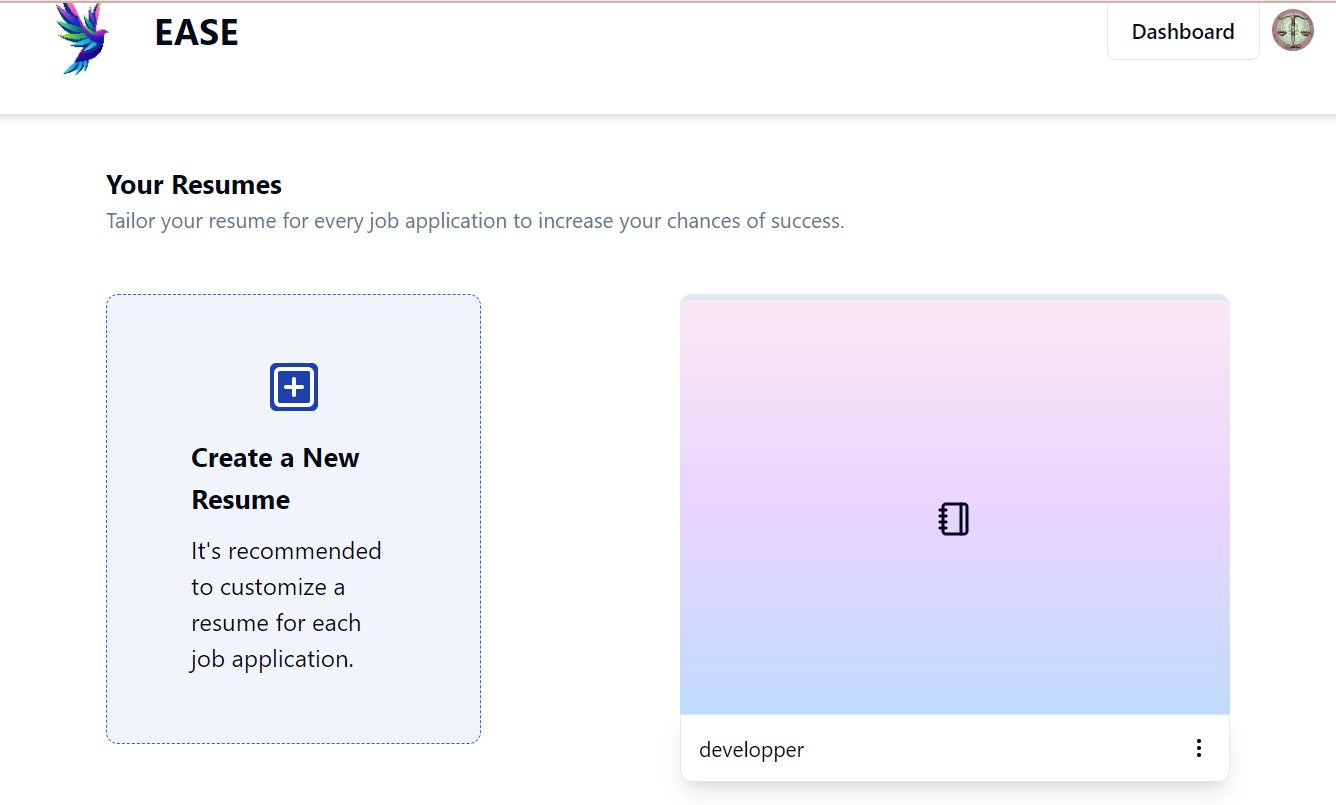 EASE
Dashboard
Your Resumes
Tailor your resume for every job application to increase your chances of success.
Create a New
Resume
It's recommended
to customize a
resume for each
job application.
developper